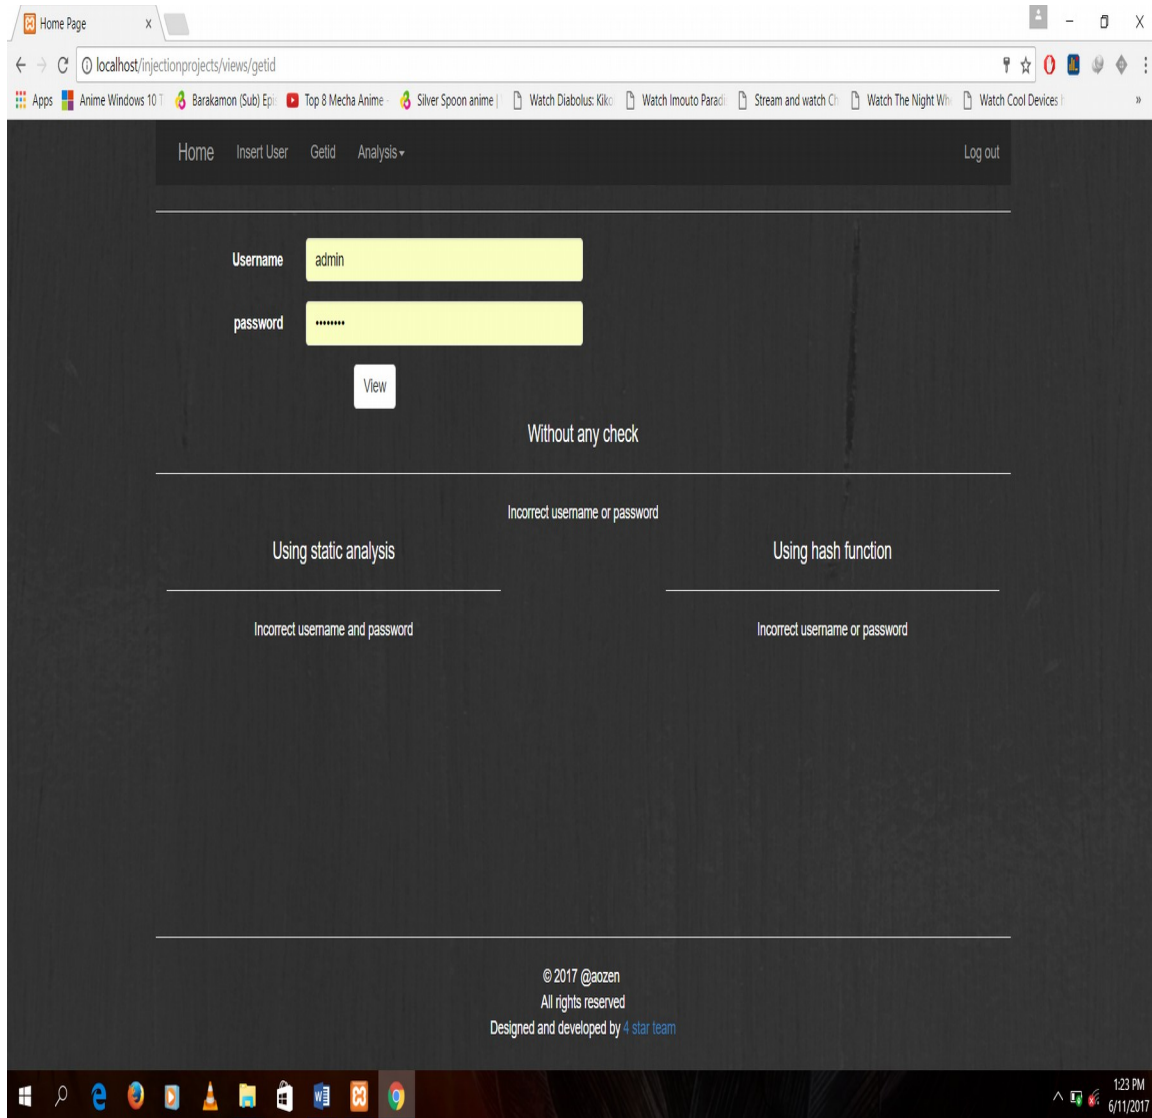 Home Page
localhost/injectionprojects/views/getid
Apps Anime Windows 10 T Barakamon (Sub) Epi Top 8 Mecha Anime - Silver Spoon anime | Watch Diabolus: Kiko Watch Imouto Paradi Stream and watch Ch Watch The Night Wh Watch Cool Devices h »
Home Insert User Getid Analysis Log out
Username admin
password ••••••••
View
Without any check
Incorrect username or password
Using static analysis Using hash function
Incorrect username and password Incorrect username or password
© 2017 @aozen
All rights reserved
Designed and developed by 4 star team
1:23 PM
6/11/2017